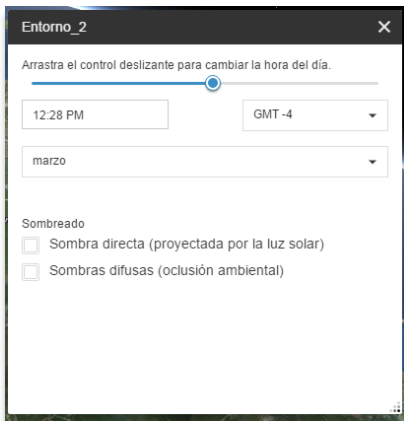 Entorno_2
Arrastra el control deslizante para cambiar la hora del día.
12:28 PM
GMT -4
marzo
Sombreado
Sombra directa (proyectada por la luz solar)
Sombras difusas (oclusión ambiental)